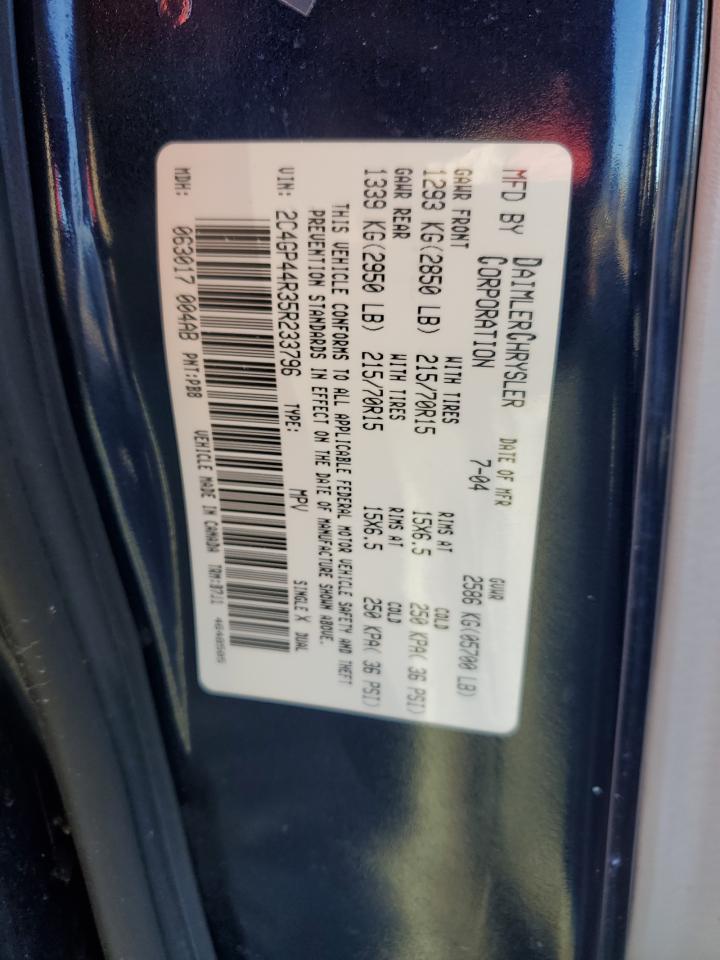 MFD BY DAIMLERCHRYSLER CORPORATION DATE OF MFR 7-04 GVWR 2586 KG(05700 LB)
GAWR FRONT WITH TIRES RIMS AT COLD
1293 KG(2850 LB) 215/70R15 15X6.5 250 KPA( 36 PSI)
GAWR REAR WITH TIRES RIMS AT COLD
1339 KG(2950 LB) 215/70R15 15X6.5 250 KPA( 36 PSI)
THIS VEHICLE CONFORMS TO ALL APPLICABLE FEDERAL MOTOR VEHICLE SAFETY AND THEFT
PREVENTION STANDARDS IN EFFECT ON THE DATE OF MANUFACTURE SHOWN ABOVE.
VIN: 2C4GP44R35R233796 TYPE: MPV SINGLE X DUAL
MDH: 063017 004AB PNT:PB8 VEHICLE MADE IN CANADA TRM:B7J1